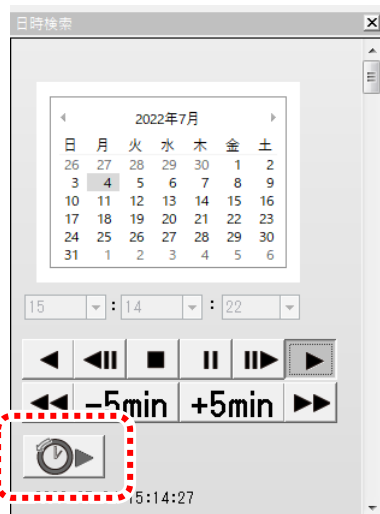 日時検索
2022年7月
日 月 火 水 木 金 土
26 27 28 29 30 1 2
3 4 5 6 7 8 9
10 11 12 13 14 15 16
17 18 19 20 21 22 23
24 25 26 27 28 29 30
31 1 2 3 4 5 6
15 : 14 : 22
-5min +5min
15:14:27